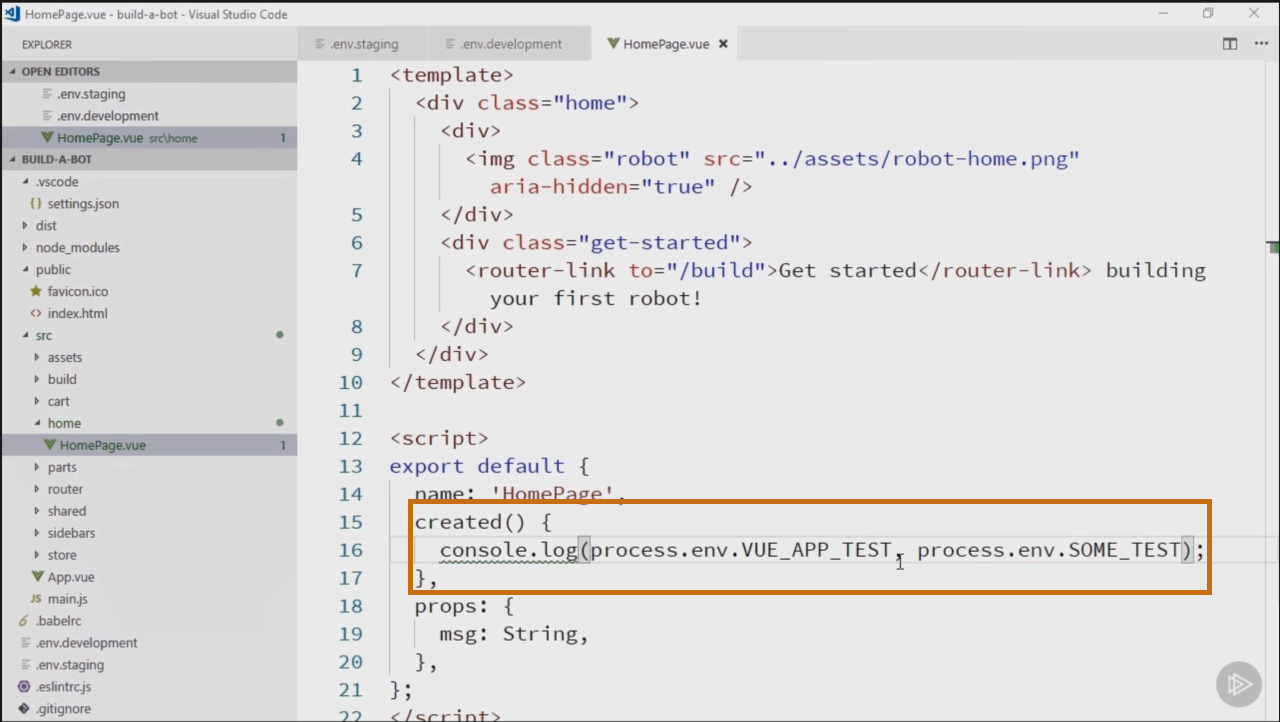 HomePage.vue - build-a-bot - Visual Studio Code
EXPLORER
OPEN EDITORS
.env.staging
.env.development
HomePage.vue src\home 1
BUILD-A-BOT
.vscode
{} settings.json
dist
node_modules
public
favicon.ico
<> index.html
src
assets
build
cart
home
HomePage.vue 1
parts
router
shared
sidebars
store
App.vue
JS main.js
6 .babelrc
.env.development
.env.staging
.eslintrc.js
.gitignore
.env.staging .env.development HomePage.vue
1 <template>
2 <div class="home">
3 <div>
4 <img class="robot" src="../assets/robot-home.png"
aria-hidden="true" />
5 </div>
6 <div class="get-started">
7 <router-link to="/build">Get started</router-link> building
your first robot!
8 </div>
9 </div>
10 </template>
11
12 <script>
13 export default {
14 name: 'HomePage',
15 created() {
16 console.log(process.env.VUE_APP_TEST, process.env.SOME_TEST);
17 },
18 props: {
19 msg: String,
20 },
21 };
22 </script>